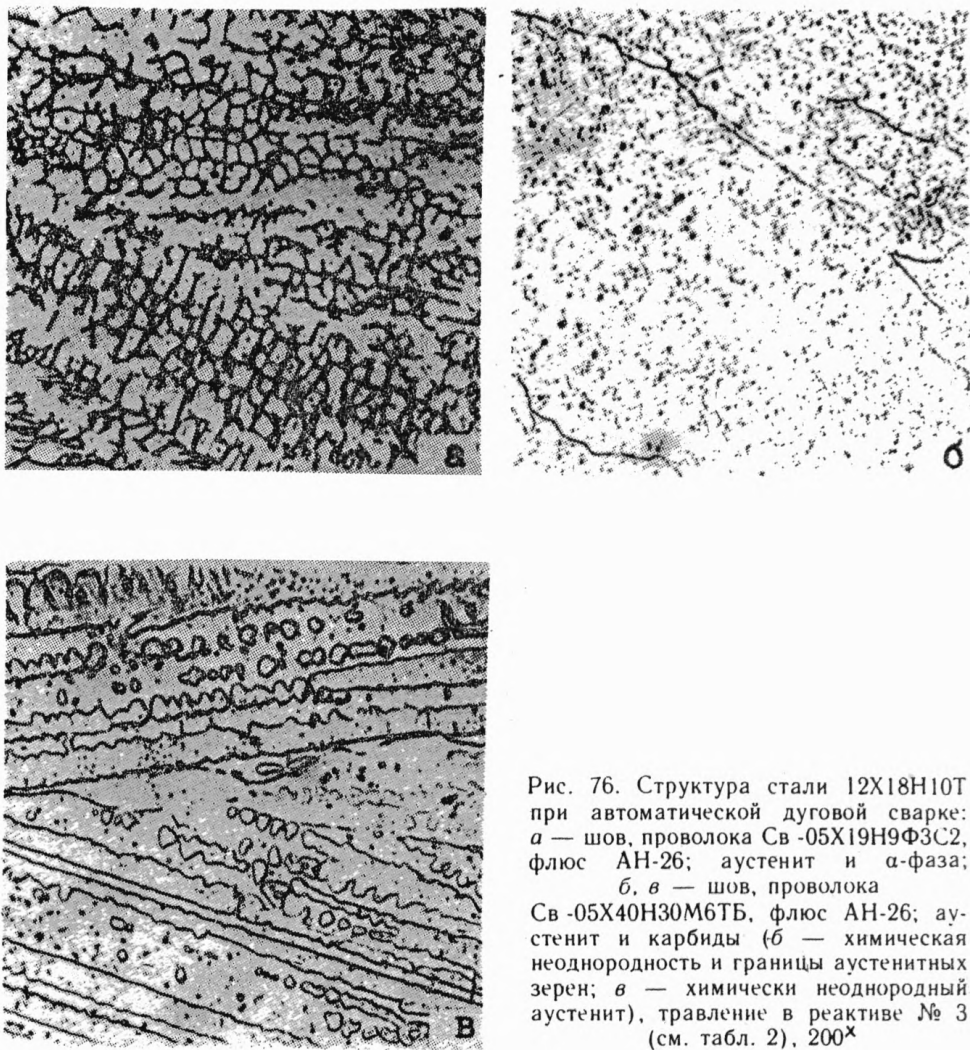 а
б
в
Рис. 76. Структура стали 12Х18Н10Т
при автоматической дуговой сварке:
а — шов, проволока Св-05Х19Н9Ф3С2,
флюс АН-26; аустенит и α-фаза;
б, в — шов, проволока
Св-05Х40Н30М6ТБ, флюс АН-26; ау-
стенит и карбиды (б — химическая
неоднородность и границы аустенитных
зерен; в — химически неоднородный
аустенит), травление в реактиве № 3
(см. табл. 2), 200ˣ